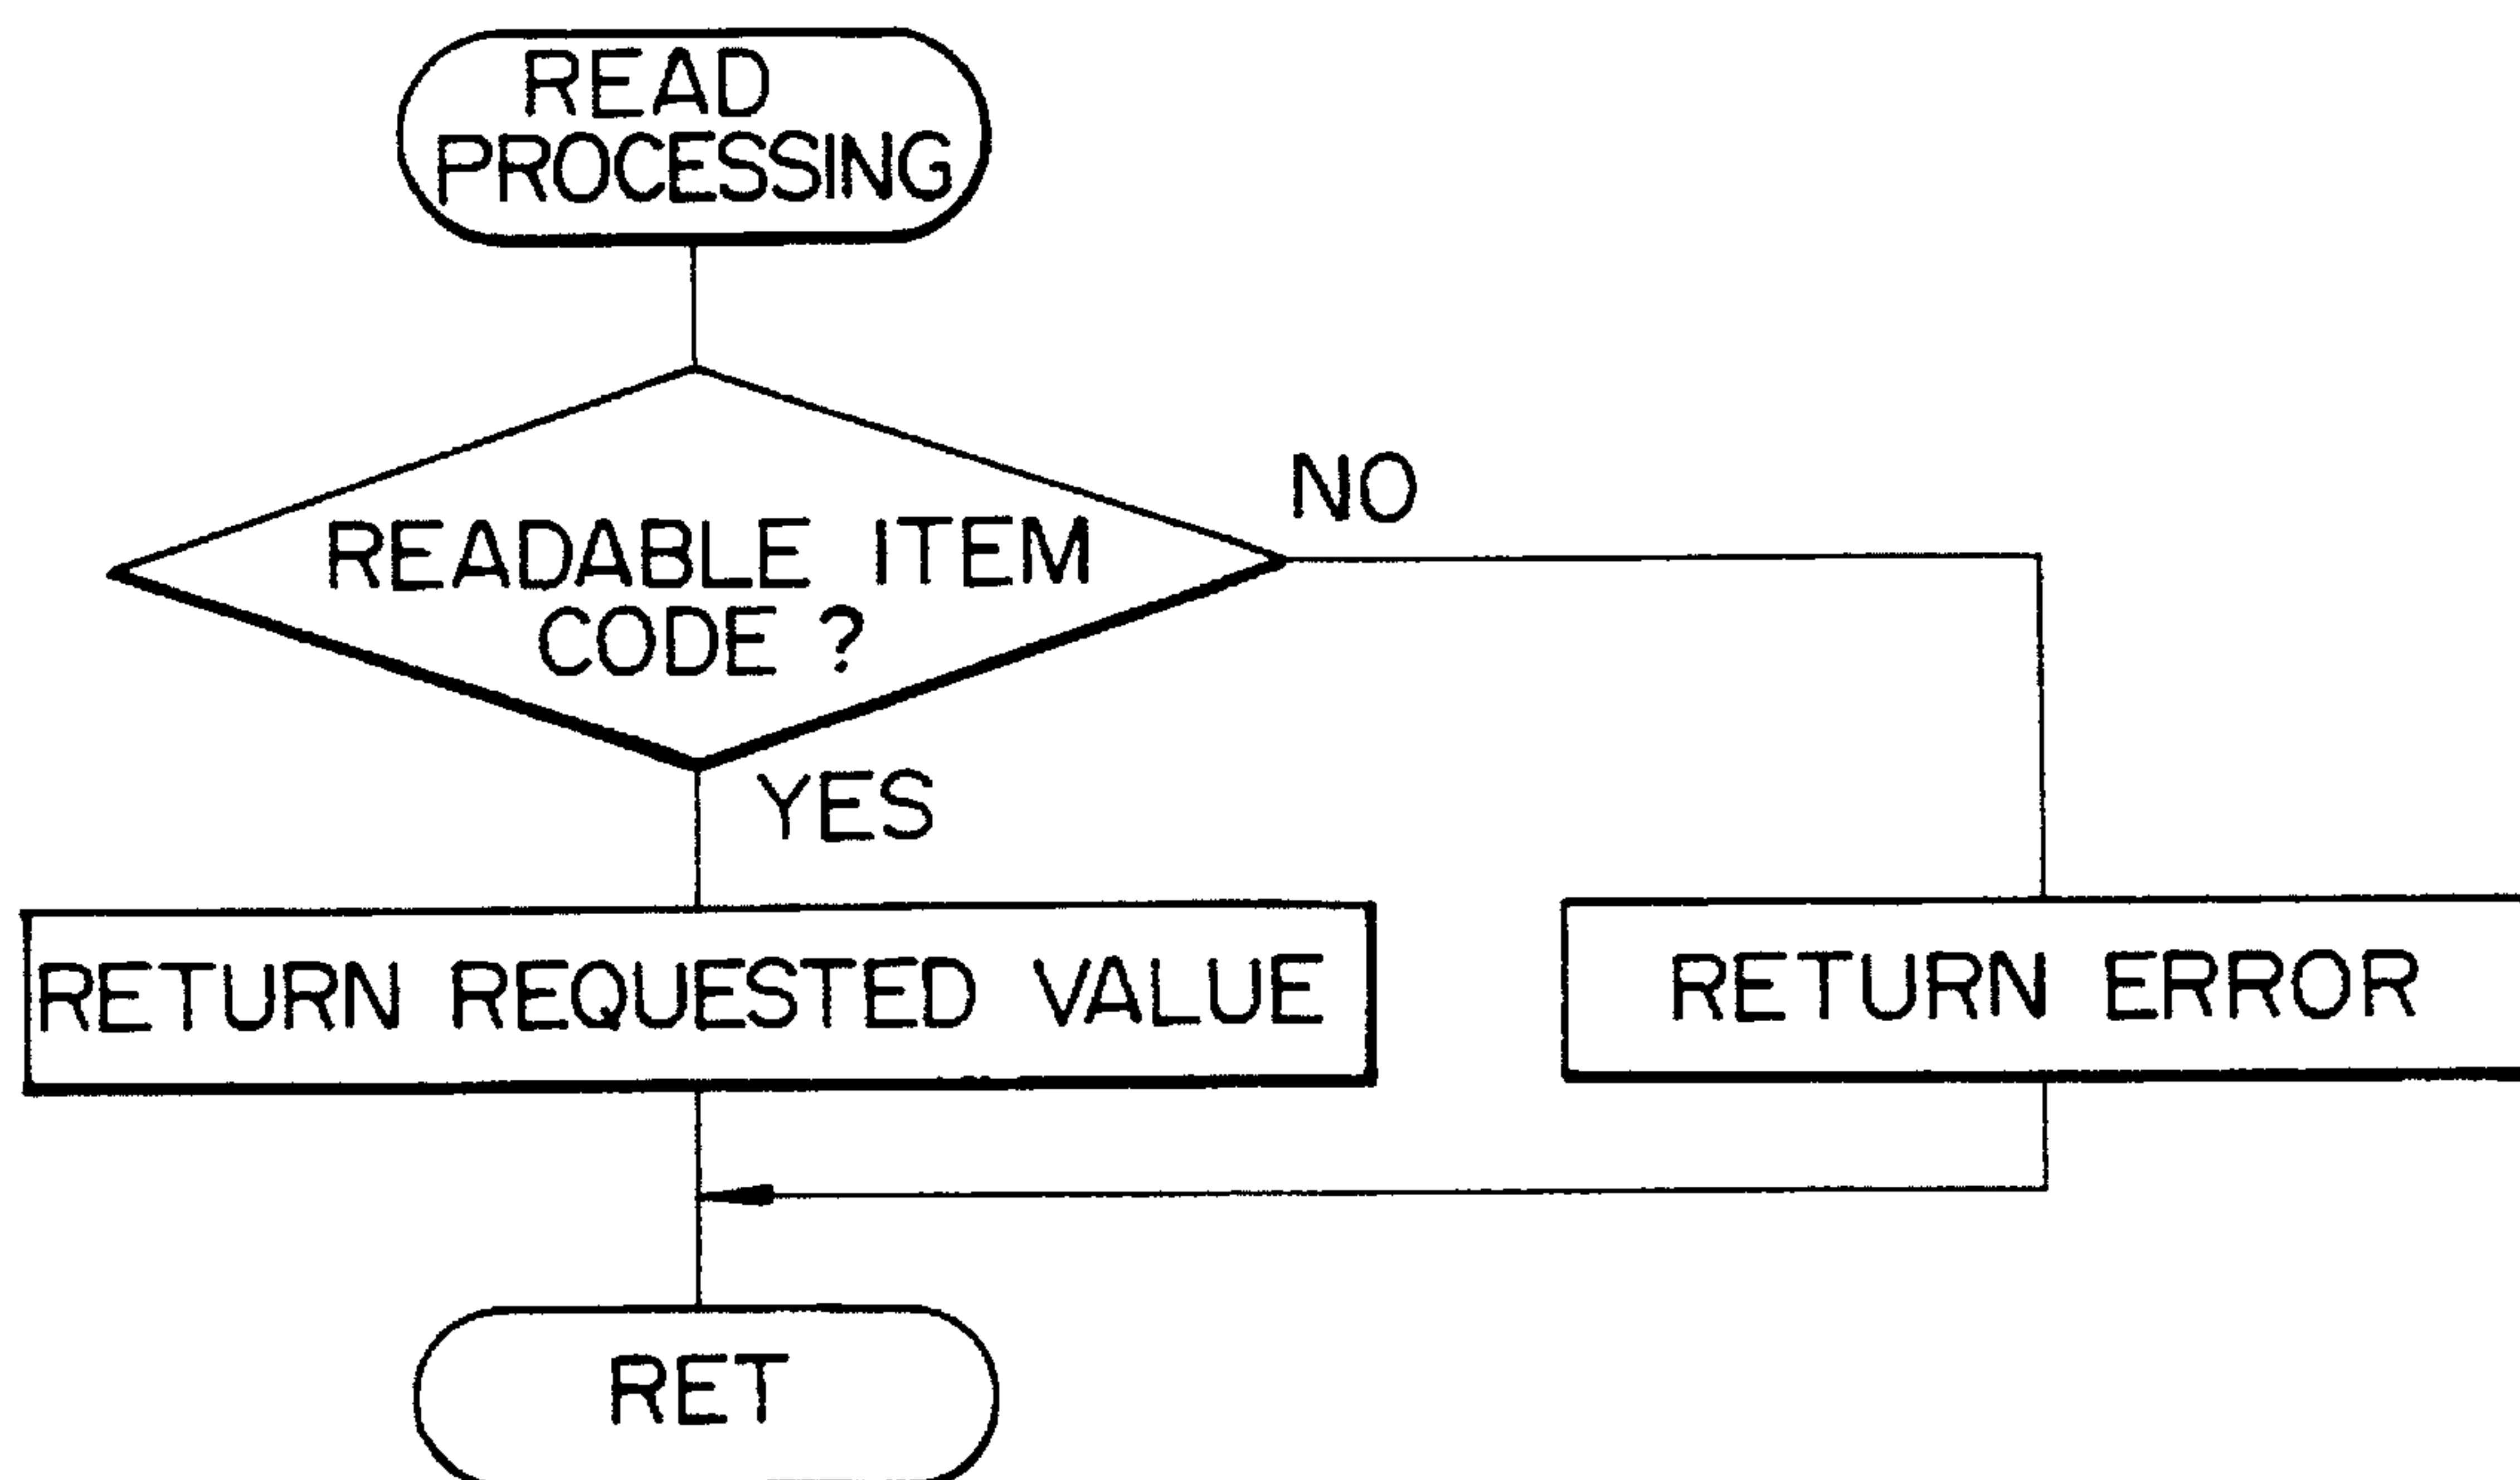 READ
PROCESSING
NO
READABLE ITEM
CODE ?
YES
RETURN REQUESTED VALUE
RETURN ERROR
RET